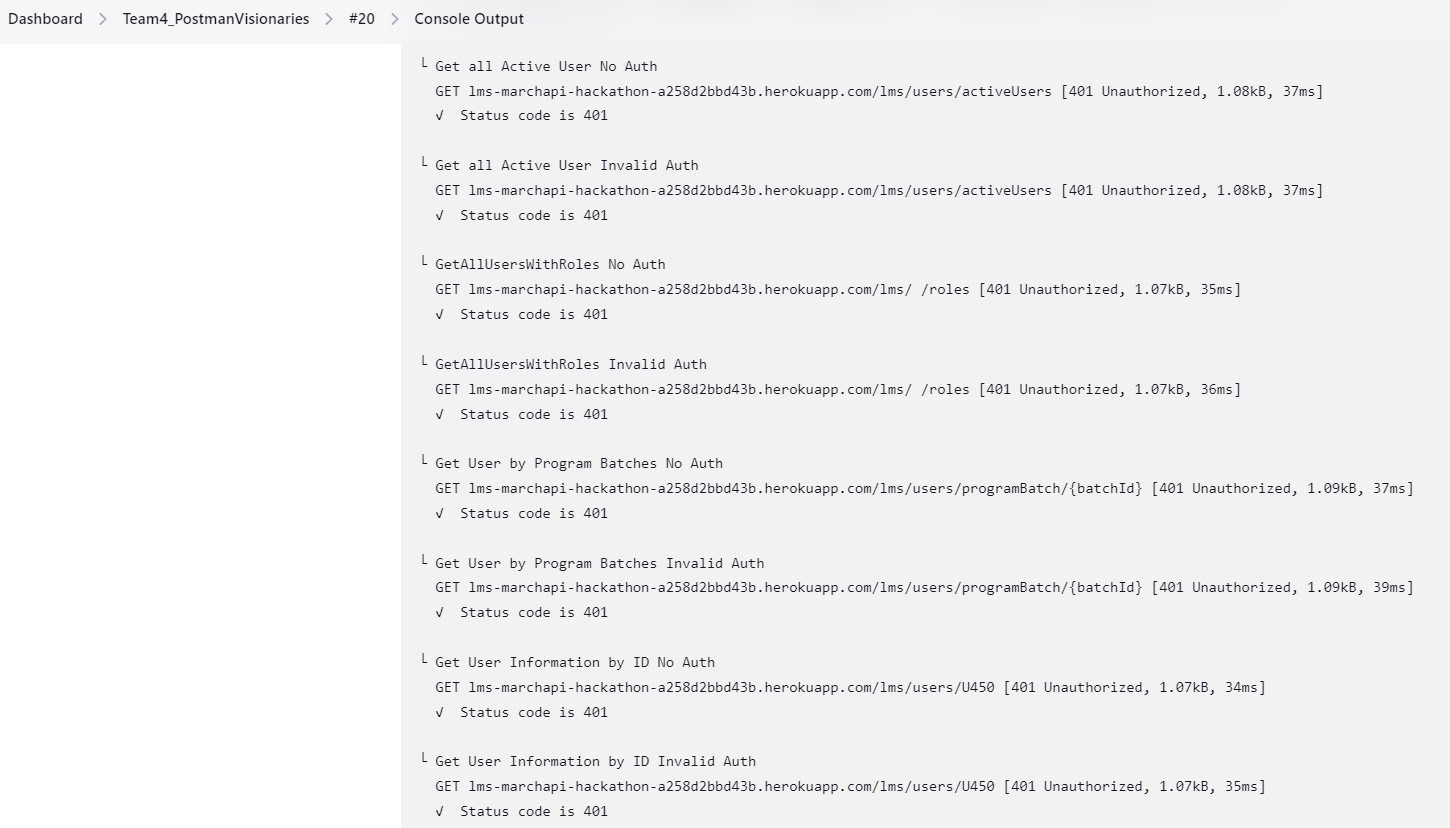 Dashboard > Team4_PostmanVisionaries > #20 > Console Output
└ Get all Active User No Auth
GET lms-marchapi-hackathon-a258d2bbd43b.herokuapp.com/lms/users/activeUsers [401 Unauthorized, 1.08kB, 37ms]
√ Status code is 401
└ Get all Active User Invalid Auth
GET lms-marchapi-hackathon-a258d2bbd43b.herokuapp.com/lms/users/activeUsers [401 Unauthorized, 1.08kB, 37ms]
√ Status code is 401
└ GetAllUsersWithRoles No Auth
GET lms-marchapi-hackathon-a258d2bbd43b.herokuapp.com/lms/ /roles [401 Unauthorized, 1.07kB, 35ms]
√ Status code is 401
└ GetAllUsersWithRoles Invalid Auth
GET lms-marchapi-hackathon-a258d2bbd43b.herokuapp.com/lms/ /roles [401 Unauthorized, 1.07kB, 36ms]
√ Status code is 401
└ Get User by Program Batches No Auth
GET lms-marchapi-hackathon-a258d2bbd43b.herokuapp.com/lms/users/programBatch/{batchId} [401 Unauthorized, 1.09kB, 37ms]
√ Status code is 401
└ Get User by Program Batches Invalid Auth
GET lms-marchapi-hackathon-a258d2bbd43b.herokuapp.com/lms/users/programBatch/{batchId} [401 Unauthorized, 1.09kB, 39ms]
√ Status code is 401
└ Get User Information by ID No Auth
GET lms-marchapi-hackathon-a258d2bbd43b.herokuapp.com/lms/users/U450 [401 Unauthorized, 1.07kB, 34ms]
√ Status code is 401
└ Get User Information by ID Invalid Auth
GET lms-marchapi-hackathon-a258d2bbd43b.herokuapp.com/lms/users/U450 [401 Unauthorized, 1.07kB, 35ms]
√ Status code is 401